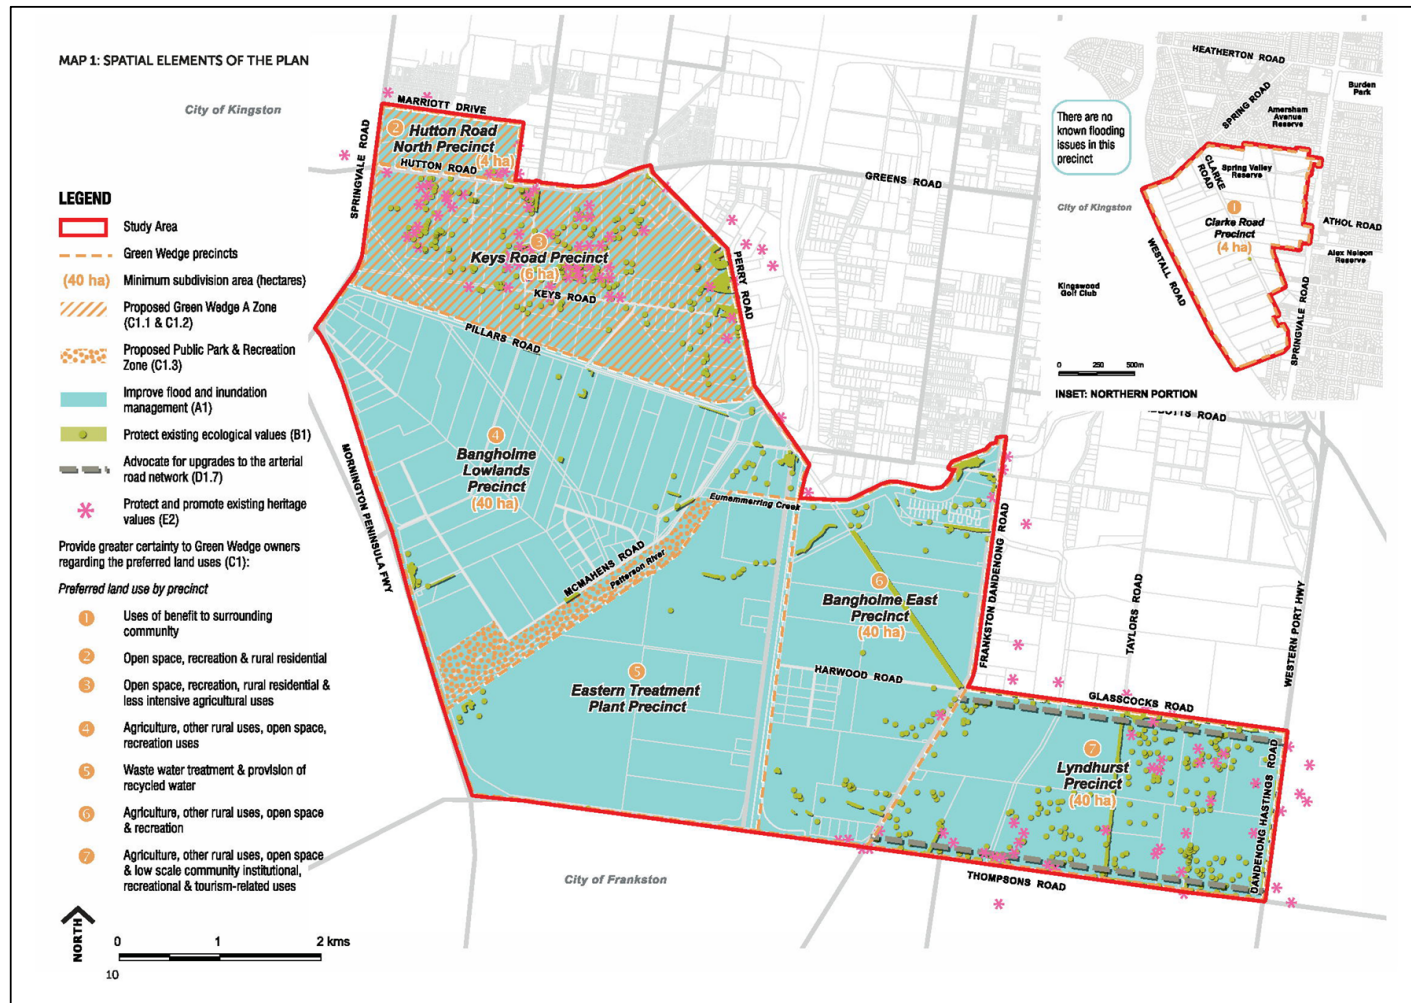 MAP 1: SPATIAL ELEMENTS OF THE PLAN
City of Kingston
LEGEND
Study Area
Green Wedge precincts
(40 ha) Minimum subdivision area (hectares)
Proposed Green Wedge A Zone
(C1.1 & C1.2)
Proposed Public Park & Recreation
Zone (C1.3)
Improve flood and inundation
management (A1)
Protect existing ecological values (B1)
Advocate for upgrades to the arterial
road network (D1.7)
Protect and promote existing heritage
values (E2)
Provide greater certainty to Green Wedge owners
regarding the preferred land uses (C1):
Preferred land use by precinct
1 Uses of benefit to surrounding
community
2 Open space, recreation & rural residential
3 Open space, recreation, rural residential &
less intensive agricultural uses
4 Agriculture, other rural uses, open space,
recreation uses
5 Waste water treatment & provision of
recycled water
6 Agriculture, other rural uses, open space
& recreation
7 Agriculture, other rural uses, open space
& low scale community institutional,
recreational & tourism-related uses
NORTH
0 1 2 kms
10
MARRIOTT DRIVE
SPRINGVALE ROAD
2 Hutton Road
North Precinct
(4 ha)
HUTTON ROAD
GREENS ROAD
3
Keys Road Precinct
(6 ha)
KEYS ROAD
PERRY ROAD
PILLARS ROAD
4
Bangholme
Lowlands
Precinct
(40 ha)
MORNINGTON PENINSULA FWY
Eumemmerring Creek
MCMAHENS ROAD
Patterson River
5
Eastern Treatment
Plant Precinct
6
Bangholme East
Precinct
(40 ha)
HARWOOD ROAD
FRANKSTON DANDENONG ROAD
TAYLORS ROAD
WESTERN PORT HWY
GLASSCOCKS ROAD
7
Lyndhurst
Precinct
(40 ha)
DANDENONG HASTINGS ROAD
THOMPSONS ROAD
City of Frankston
BOTTS ROAD
HEATHERTON ROAD
SPRING ROAD
Burden
Park
Amersham
Avenue
Reserve
There are no
known flooding
issues in this
precinct
CLARKE ROAD
Spring Valley
Reserve
City of Kingston
1
Clarke Road
Precinct
(4 ha)
ATHOL ROAD
Alex Nelson
Reserve
WESTALL ROAD
Kingswood
Golf Club
SPRINGVALE ROAD
0 250 500m
INSET: NORTHERN PORTION